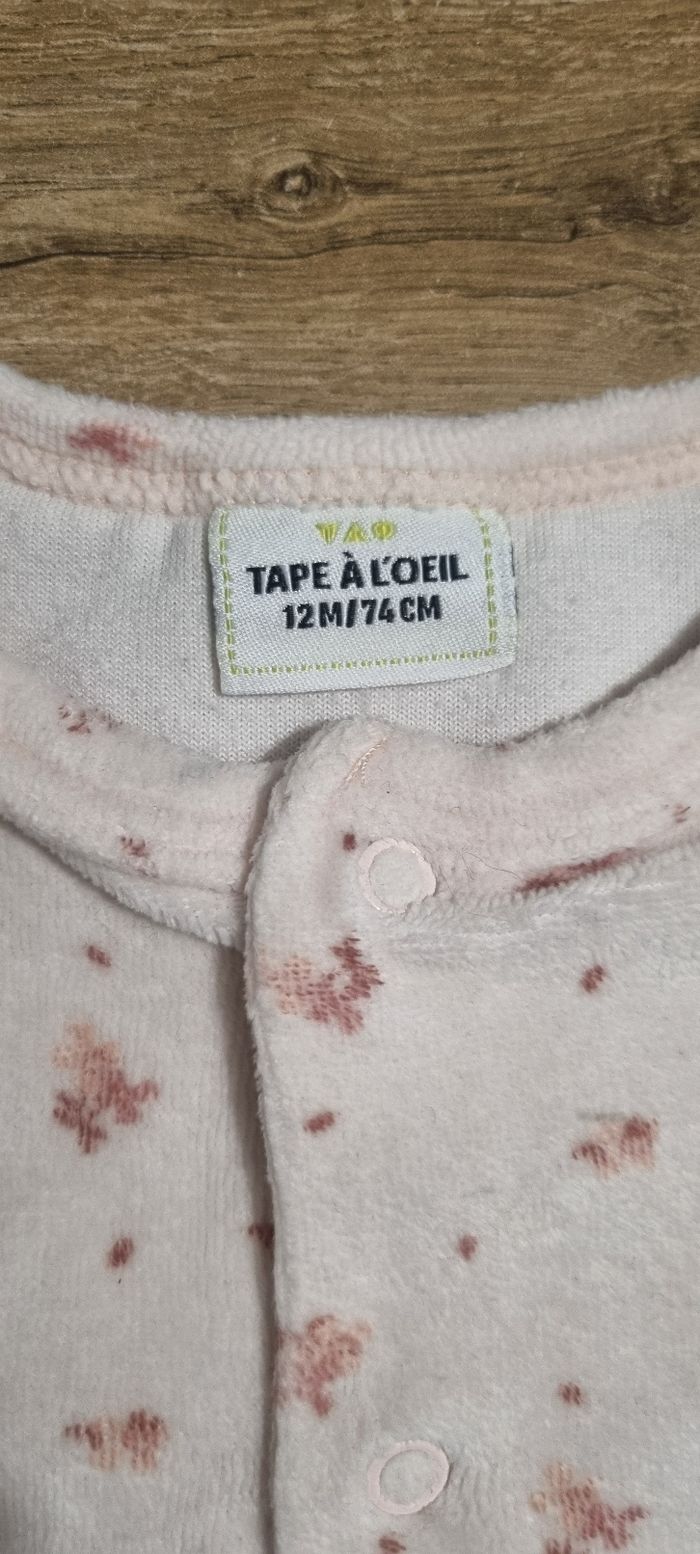 TAO
TAPE À L'OEIL
12M/74CM